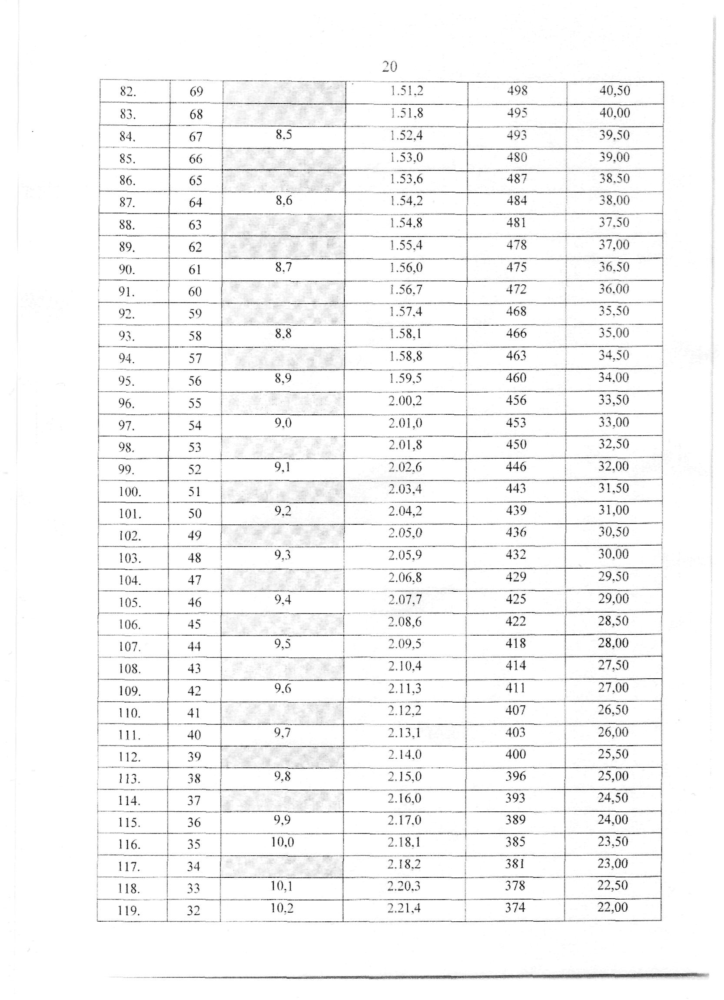 20
82. 69 1.51,2 498 40,50
83. 68 1.51,8 495 40,00
84. 67 8,5 1.52,4 493 39,50
85. 66 1.53,0 480 39,00
86. 65 1.53,6 487 38,50
87. 64 8,6 1.54,2 484 38,00
88. 63 1.54,8 481 37,50
89. 62 1.55,4 478 37,00
90. 61 8,7 1.56,0 475 36,50
91. 60 1.56,7 472 36,00
92. 59 1.57,4 468 35,50
93. 58 8,8 1.58,1 466 35,00
94. 57 1.58,8 463 34,50
95. 56 8,9 1.59,5 460 34,00
96. 55 2.00,2 456 33,50
97. 54 9,0 2.01,0 453 33,00
98. 53 2.01,8 450 32,50
99. 52 9,1 2.02,6 446 32,00
100. 51 2.03,4 443 31,50
101. 50 9,2 2.04,2 439 31,00
102. 49 2.05,0 436 30,50
103. 48 9,3 2.05,9 432 30,00
104. 47 2.06,8 429 29,50
105. 46 9,4 2.07,7 425 29,00
106. 45 2.08,6 422 28,50
107. 44 9,5 2.09,5 418 28,00
108. 43 2.10,4 414 27,50
109. 42 9,6 2.11,3 411 27,00
110. 41 2.12,2 407 26,50
111. 40 9,7 2.13,1 403 26,00
112. 39 2.14,0 400 25,50
113. 38 9,8 2.15,0 396 25,00
114. 37 2.16,0 393 24,50
115. 36 9,9 2.17,0 389 24,00
116. 35 10,0 2.18,1 385 23,50
117. 34 2.18,2 381 23,00
118. 33 10,1 2.20,3 378 22,50
119. 32 10,2 2.21,4 374 22,00